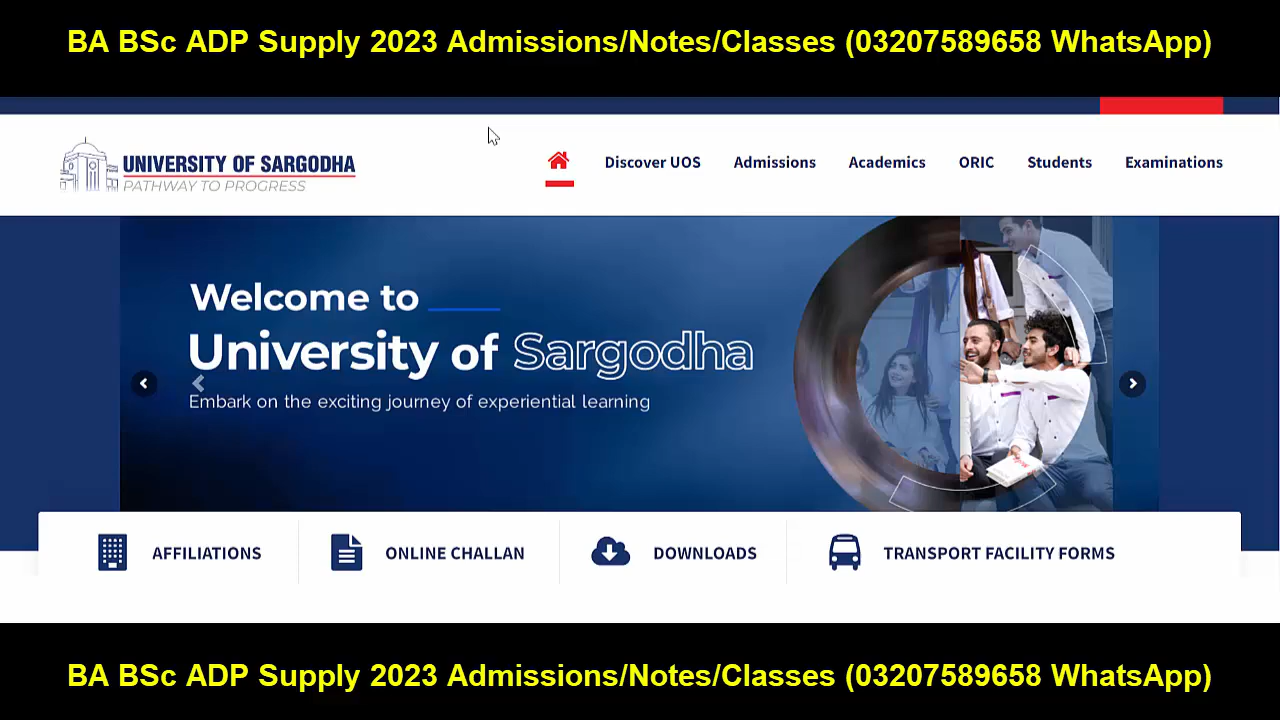 BA BSc ADP Supply 2023 Admissions/Notes/Classes (03207589658 WhatsApp)
UNIVERSITY OF SARGODHA
PATHWAY TO PROGRESS
Discover UOS Admissions Academics ORIC Students Examinations
Welcome to
University of Sargodha
Embark on the exciting journey of experiential learning
AFFILIATIONS ONLINE CHALLAN DOWNLOADS TRANSPORT FACILITY FORMS
BA BSc ADP Supply 2023 Admissions/Notes/Classes (03207589658 WhatsApp)